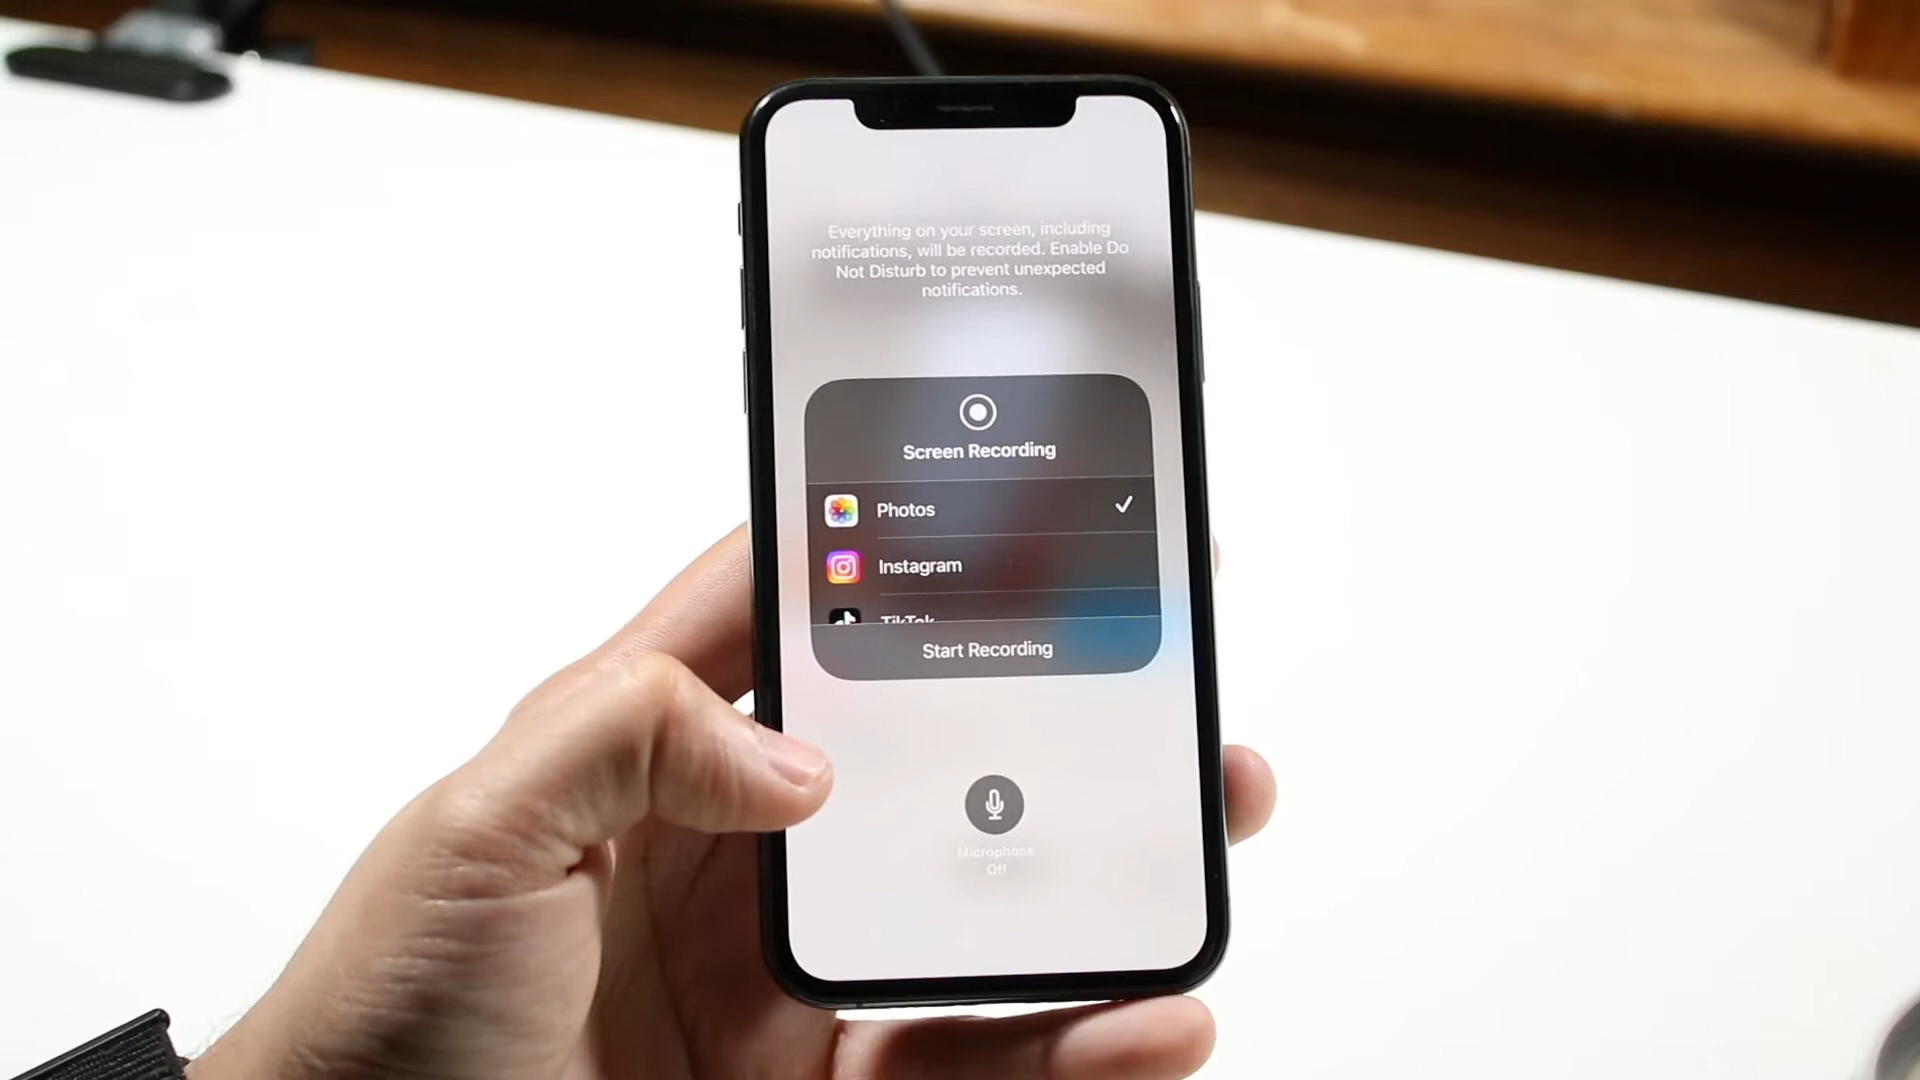 Everything on your screen, including
notifications, will be recorded. Enable Do
Not Disturb to prevent unexpected
notifications.
Screen Recording
Photos
Instagram
TikTok
Start Recording
Microphone
Off